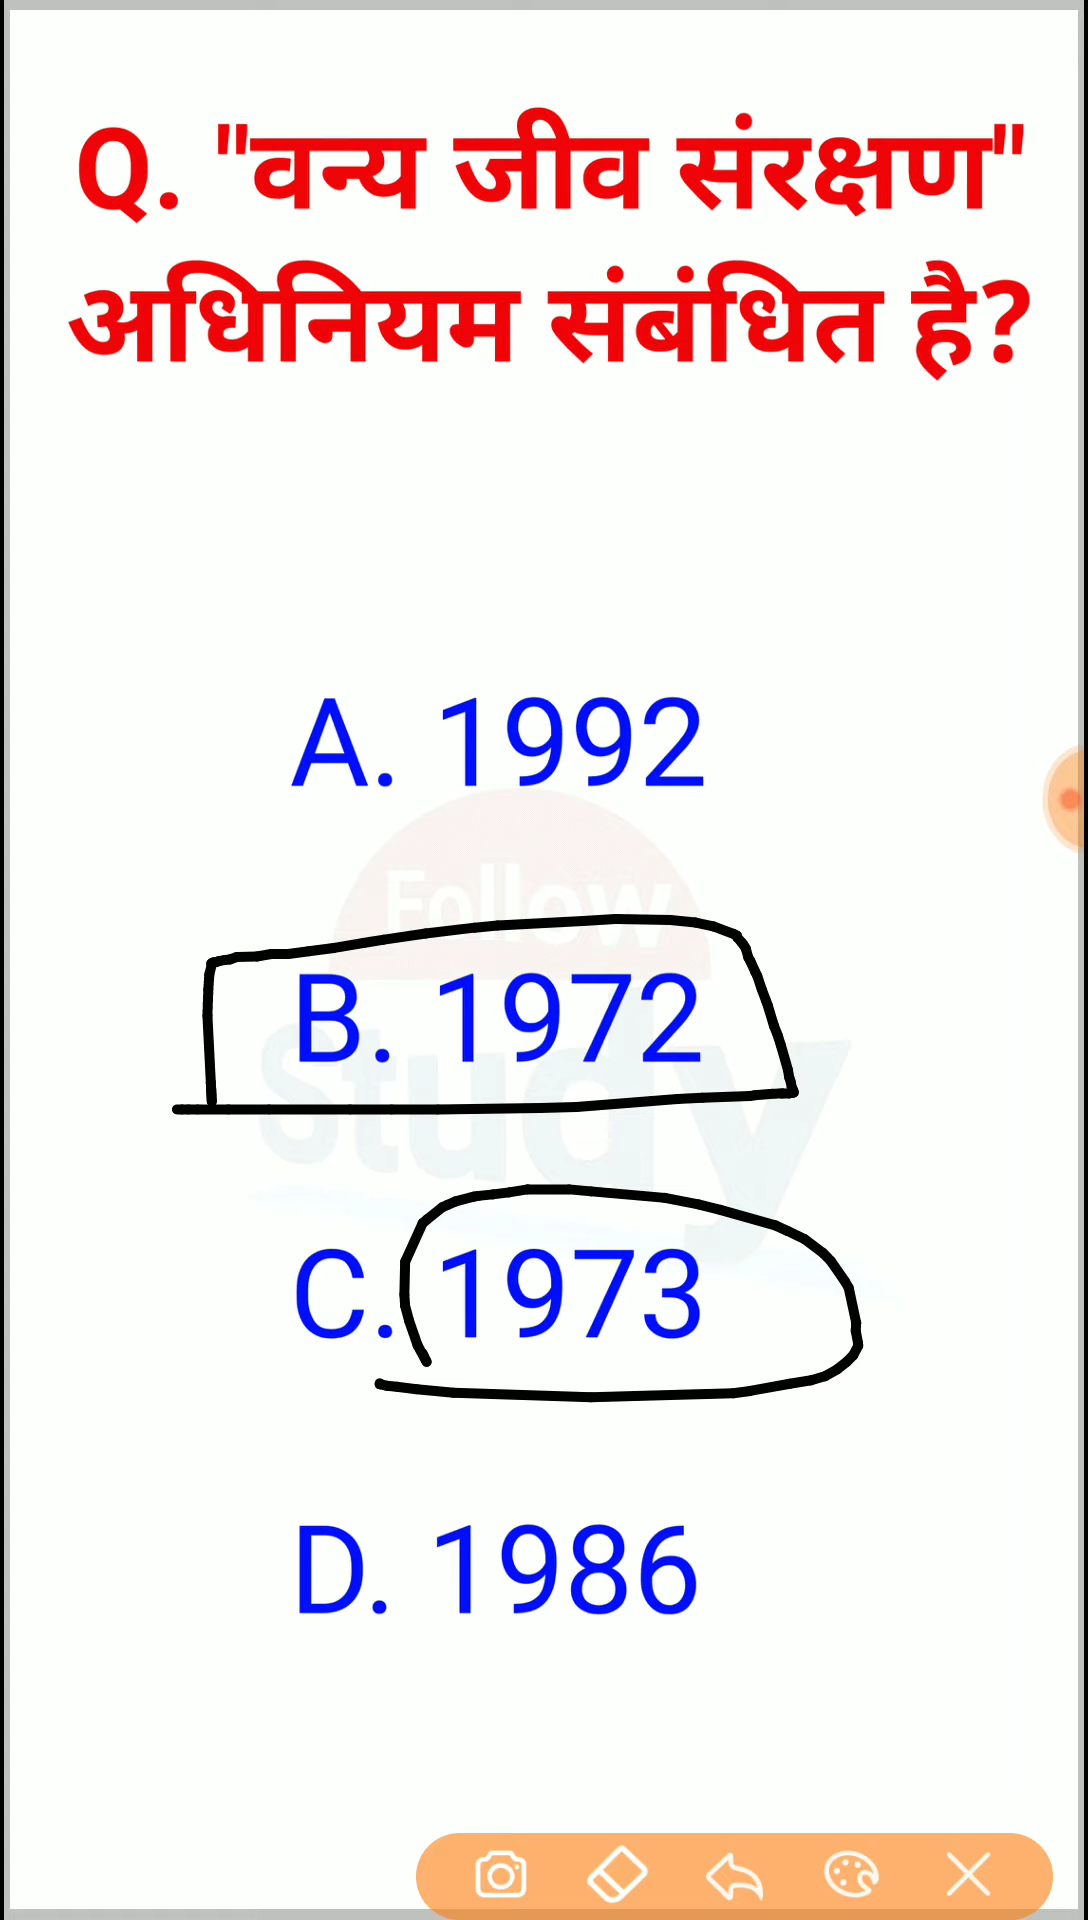 Q. "वन्य जीव संरक्षण"
अधिनियम संबंधित है?
A. 1992
Follow
B. 1972
Study
C. 1973
D. 1986